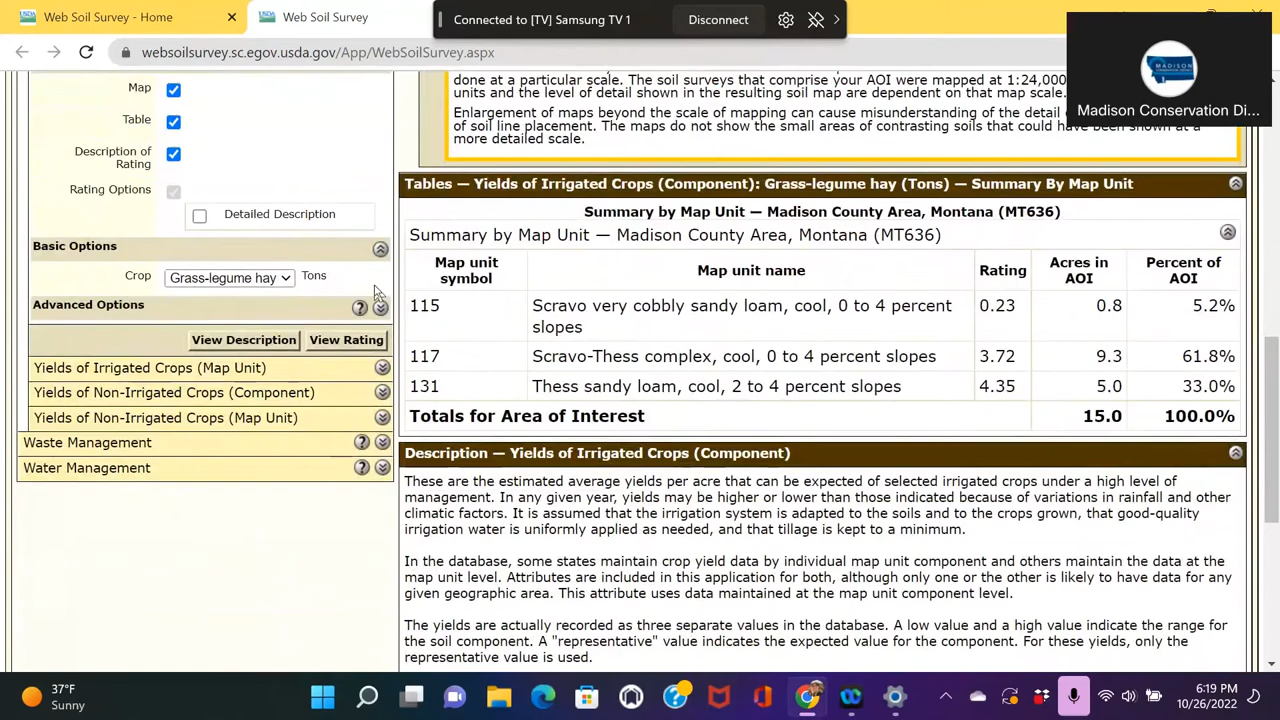 Web Soil Survey - Home
Web Soil Survey
Connected to [TV] Samsung TV 1
Disconnect
websoilsurvey.sc.egov.usda.gov/App/WebSoilSurvey.aspx
Madison Conservation Di...
Map
Table
Description of
Rating
Rating Options
Detailed Description
Basic Options
Crop
Grass-legume hay
Tons
Advanced Options
View Description
View Rating
Yields of Irrigated Crops (Map Unit)
Yields of Non-Irrigated Crops (Component)
Yields of Non-Irrigated Crops (Map Unit)
Waste Management
Water Management
done at a particular scale. The soil surveys that comprise your AOI were mapped at 1:24,000
units and the level of detail shown in the resulting soil map are dependent on that map scale.
Enlargement of maps beyond the scale of mapping can cause misunderstanding of the detail
of soil line placement. The maps do not show the small areas of contrasting soils that could have been shown at a
more detailed scale.
Tables — Yields of Irrigated Crops (Component): Grass-legume hay (Tons) — Summary By Map Unit
Summary by Map Unit — Madison County Area, Montana (MT636)
Summary by Map Unit — Madison County Area, Montana (MT636)
Map unit symbol Map unit name Rating Acres in AOI Percent of AOI
115 Scravo very cobbly sandy loam, cool, 0 to 4 percent slopes 0.23 0.8 5.2%
117 Scravo-Thess complex, cool, 0 to 4 percent slopes 3.72 9.3 61.8%
131 Thess sandy loam, cool, 2 to 4 percent slopes 4.35 5.0 33.0%
Totals for Area of Interest 15.0 100.0%
Description — Yields of Irrigated Crops (Component)
These are the estimated average yields per acre that can be expected of selected irrigated crops under a high level of
management. In any given year, yields may be higher or lower than those indicated because of variations in rainfall and other
climatic factors. It is assumed that the irrigation system is adapted to the soils and to the crops grown, that good-quality
irrigation water is uniformly applied as needed, and that tillage is kept to a minimum.
In the database, some states maintain crop yield data by individual map unit component and others maintain the data at the
map unit level. Attributes are included in this application for both, although only one or the other is likely to have data for any
given geographic area. This attribute uses data maintained at the map unit component level.
The yields are actually recorded as three separate values in the database. A low value and a high value indicate the range for
the soil component. A "representative" value indicates the expected value for the component. For these yields, only the
representative value is used.
37°F
Sunny
6:19 PM
10/26/2022